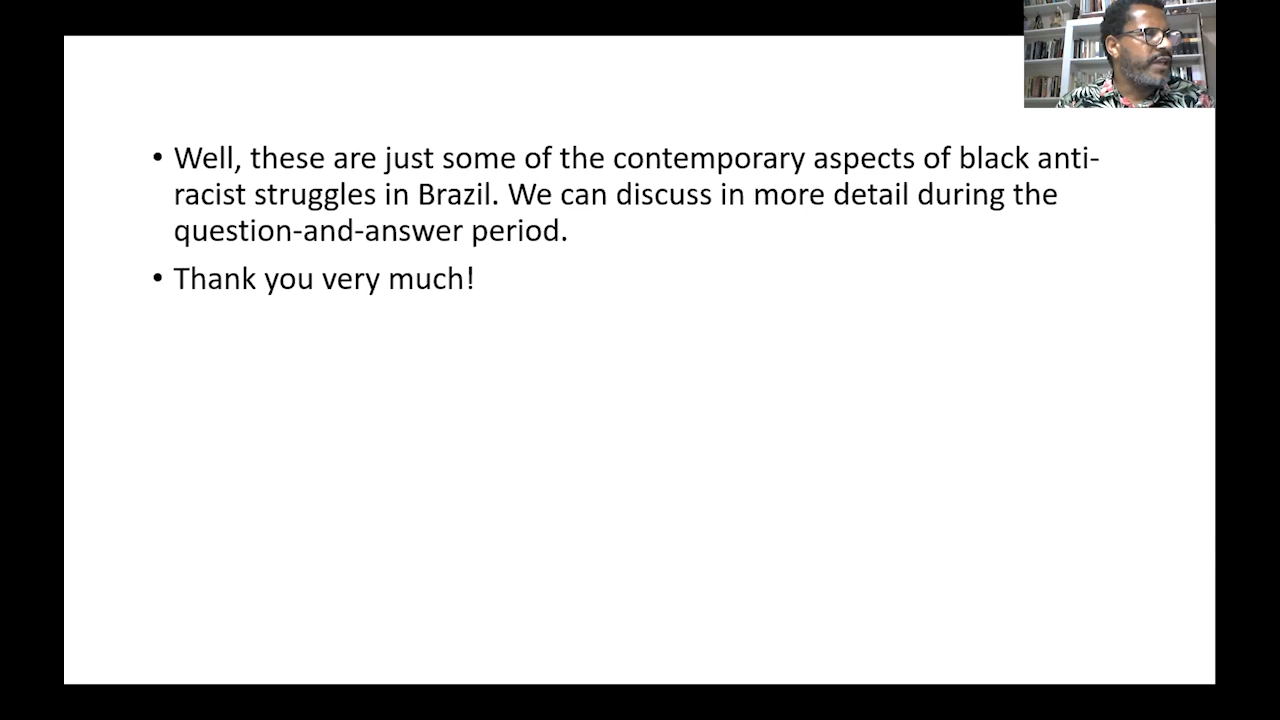 • Well, these are just some of the contemporary aspects of black anti-
racist struggles in Brazil. We can discuss in more detail during the
question-and-answer period.
• Thank you very much!